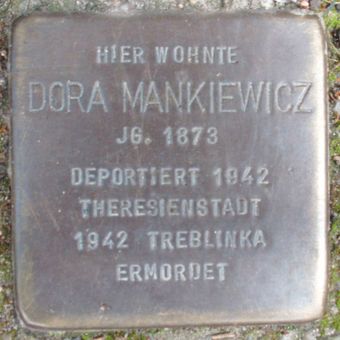 HIER WOHNTE
DORA MANKIEWICZ
JG. 1873
DEPORTIERT 1942
THERESIENSTADT
1942 TREBLINKA
ERMORDET